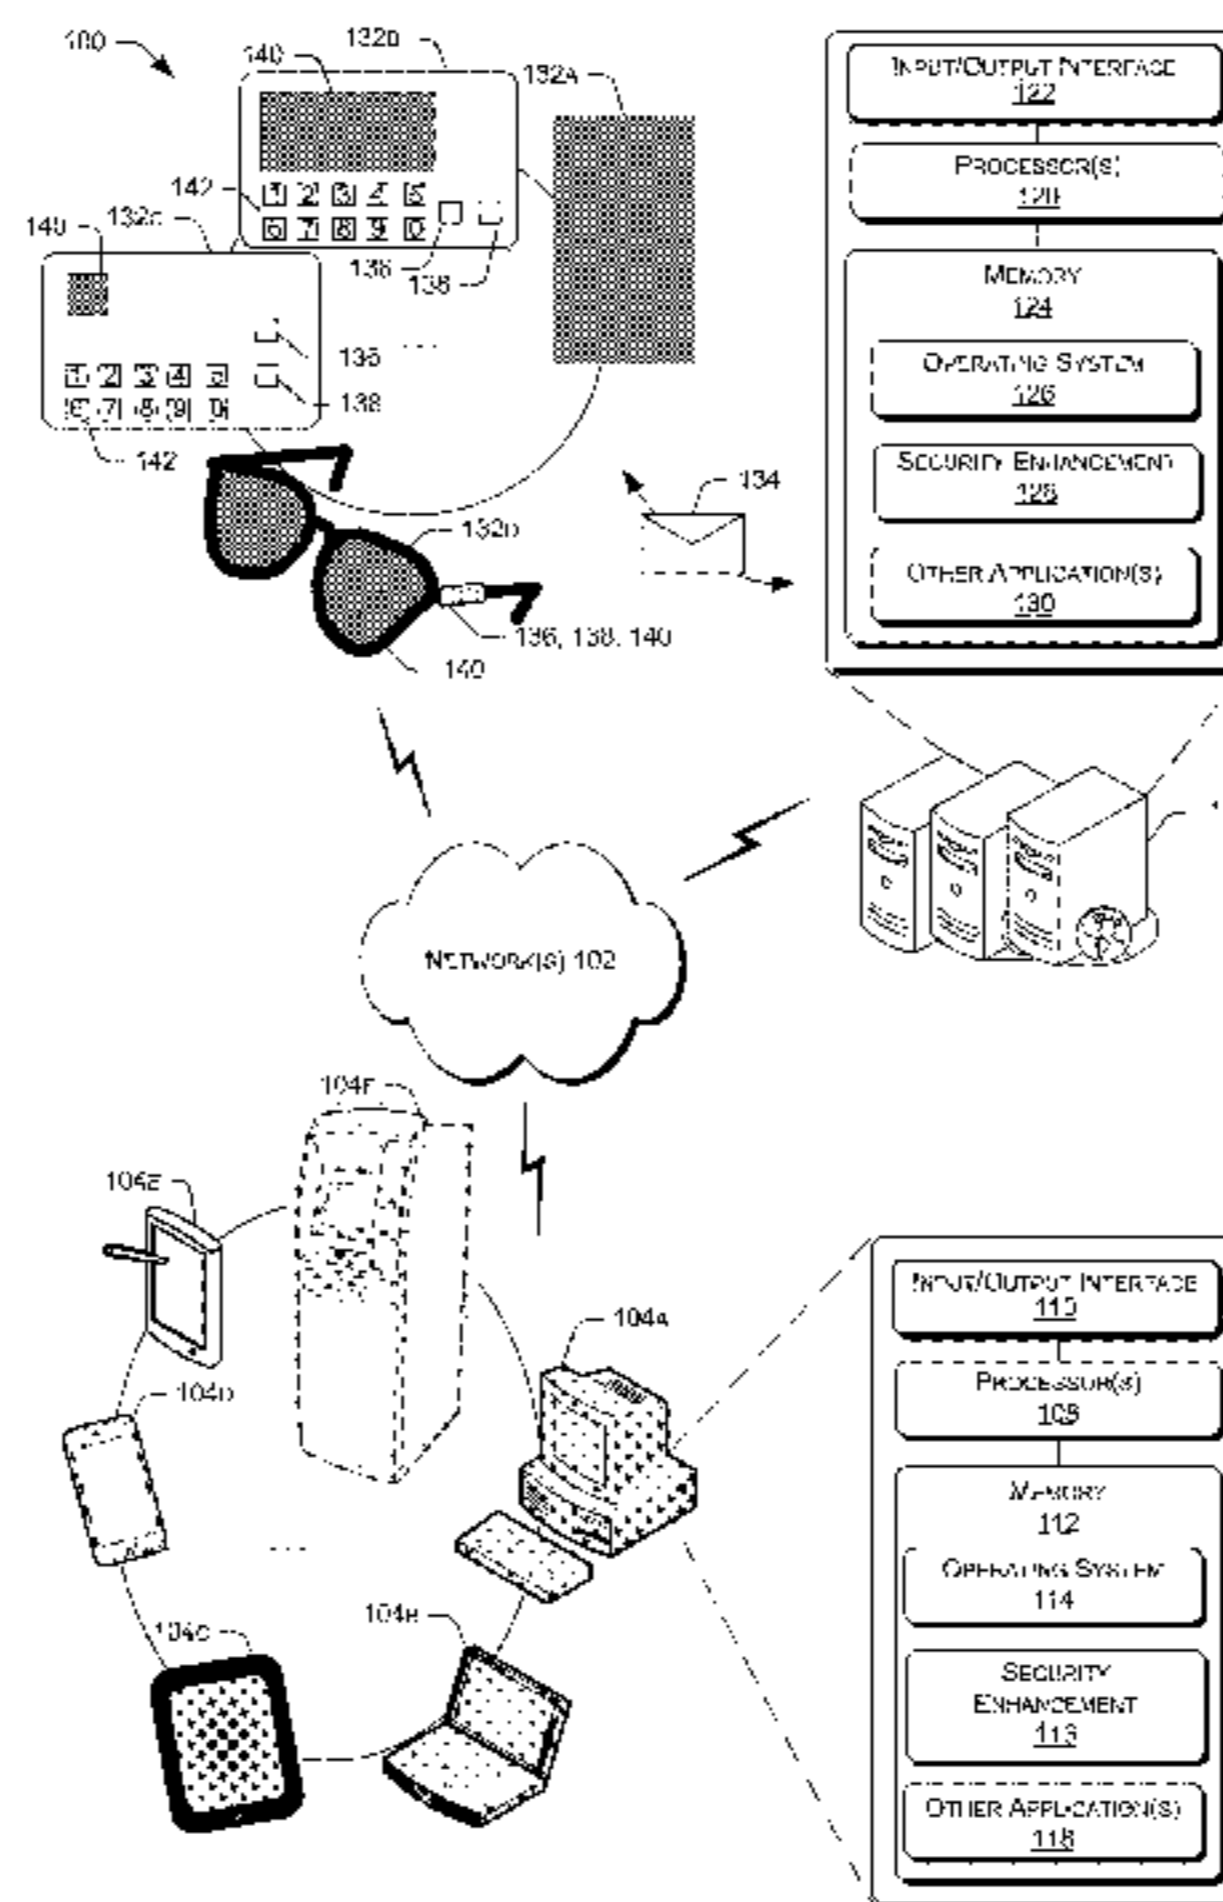 100
140
132B
132A
INPUT/OUTPUT INTERFACE
122
PROCESSOR(S)
120
142
1 2 3 4 5
6 7 8 9 0
136
138
140
132C
MEMORY
124
OPERATING SYSTEM
126
136
138
1 2 3 4 5
6 7 8 9 0
142
SECURITY ENHANCEMENT
134
132D
OTHER APPLICATION(S)
130
136, 138, 140
140
NETWORK(S) 102
104F
104E
INPUT/OUTPUT INTERFACE
110
104A
PROCESSOR(S)
108
104D
MEMORY
112
OPERATING SYSTEM
114
104B
104C
SECURITY
ENHANCEMENT
OTHER APPLICATION(S)